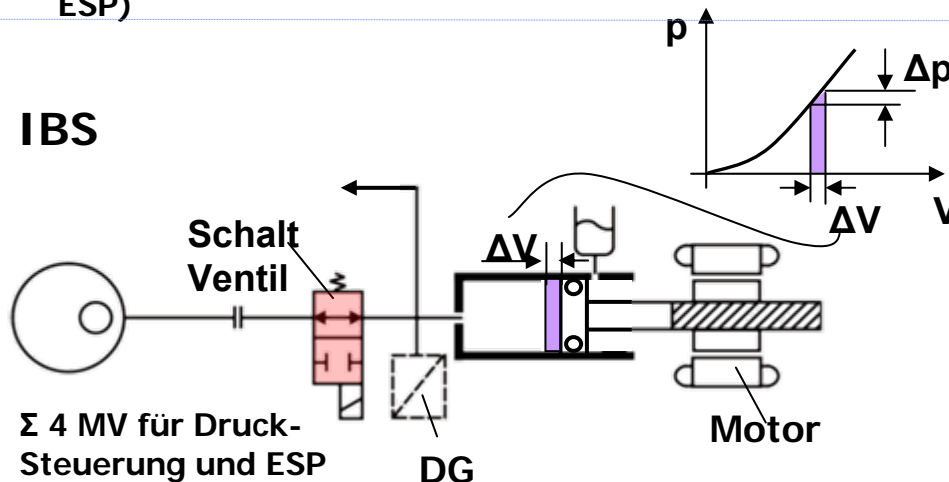 ESP)
p
Δp
IBS
V
ΔV
Schalt
Ventil
ΔV
Σ 4 MV für Druck-
Steuerung und ESP
DG
Motor